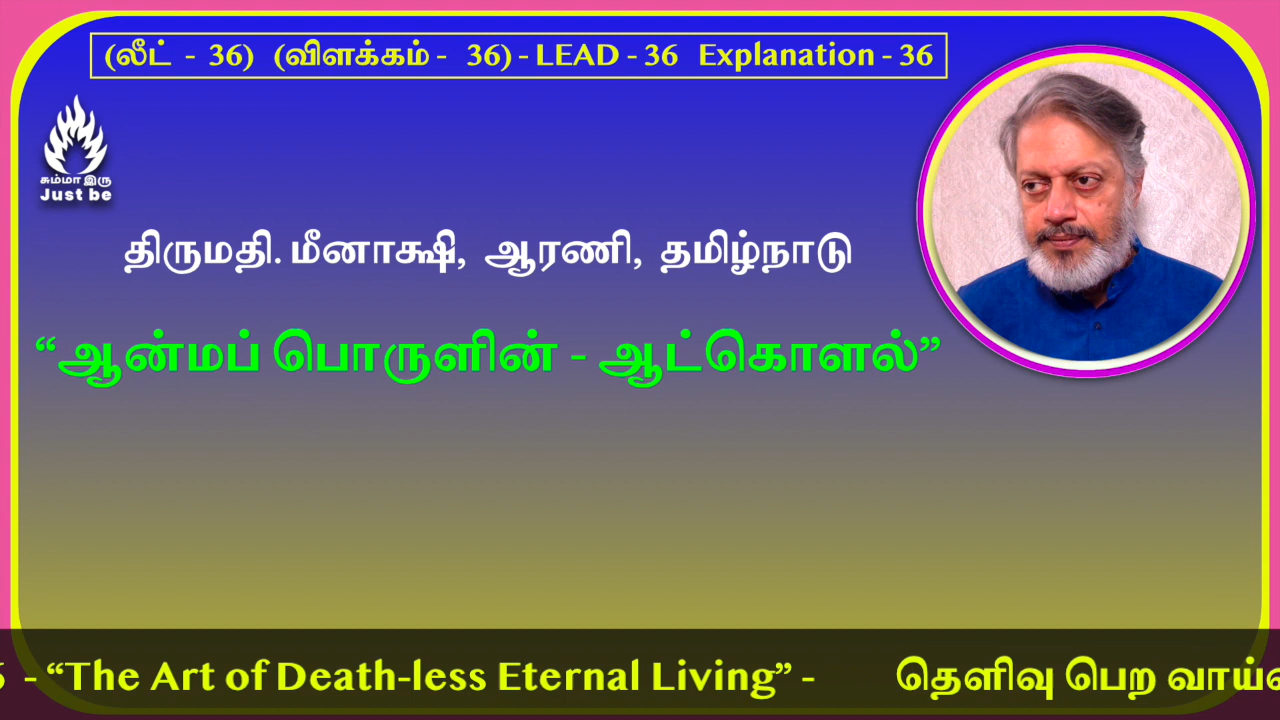 (லீட் - 36) (விளக்கம் - 36) - LEAD - 36 Explanation - 36
சும்மா இரு
Just be
திருமதி. மீனாக்ஷி, ஆரணி, தமிழ்நாடு
“ஆன்மப் பொருளின் - ஆட்கொளல்”
- “The Art of Death-less Eternal Living” - தெளிவு பெற